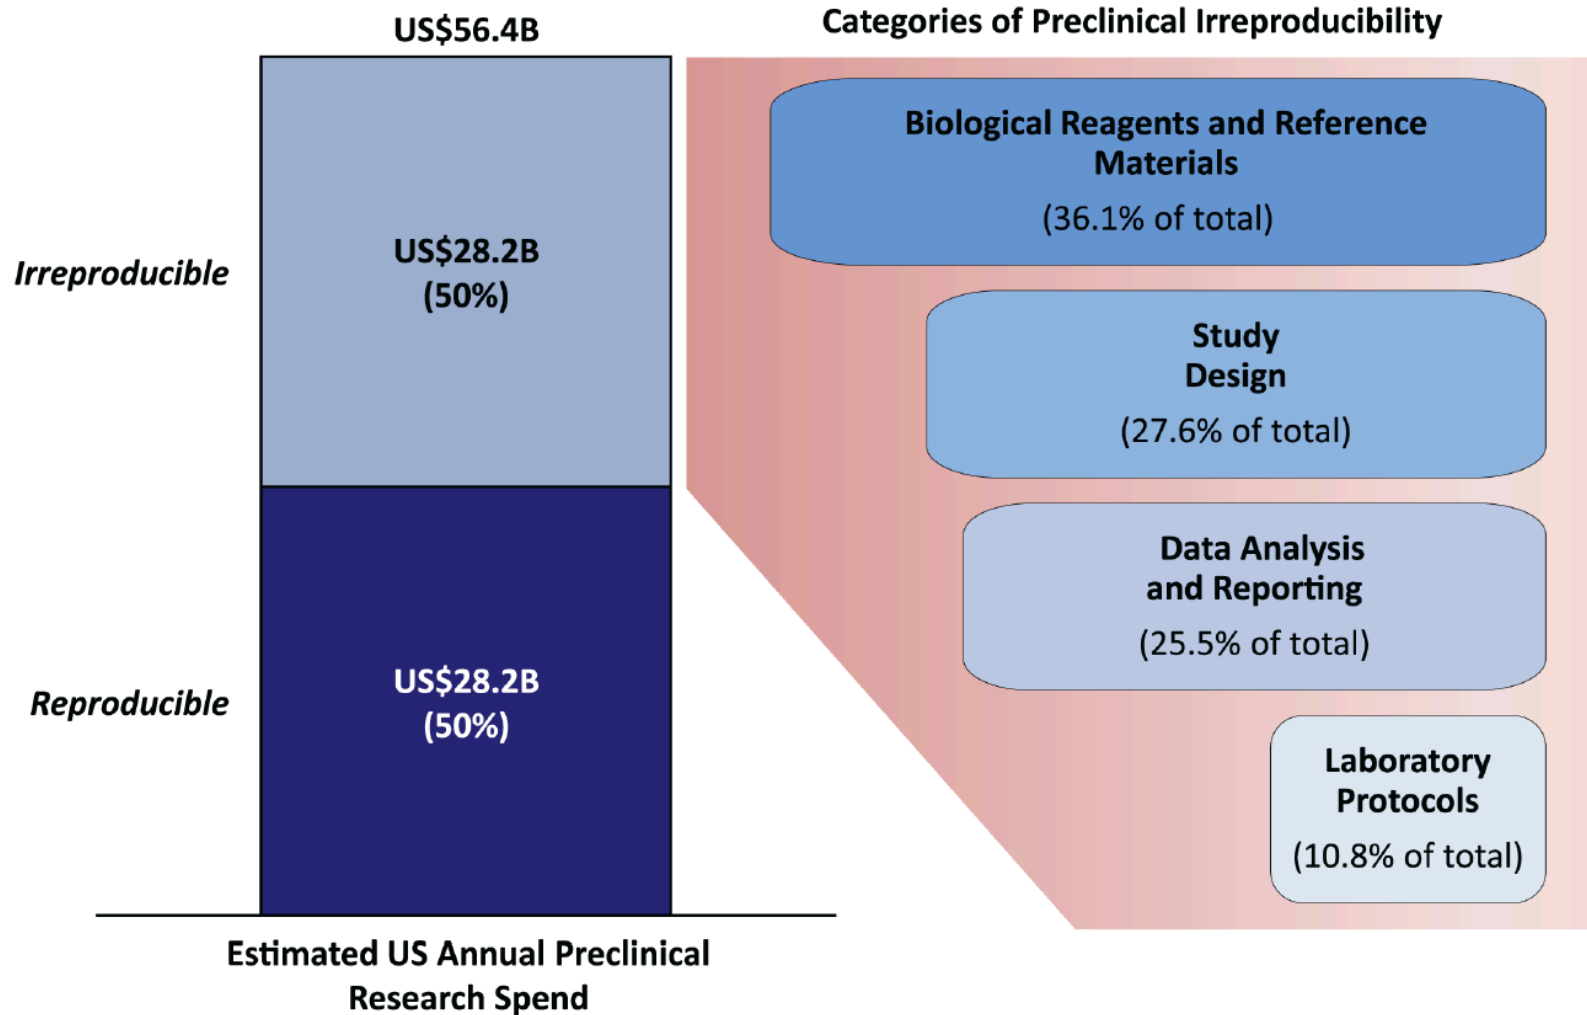 US$56.4B
Irreproducible
US$28.2B
(50%)
Reproducible
US$28.2B
(50%)
Estimated US Annual Preclinical
Research Spend
Categories of Preclinical Irreproducibility
Biological Reagents and Reference
Materials
(36.1% of total)
Study
Design
(27.6% of total)
Data Analysis
and Reporting
(25.5% of total)
Laboratory
Protocols
(10.8% of total)